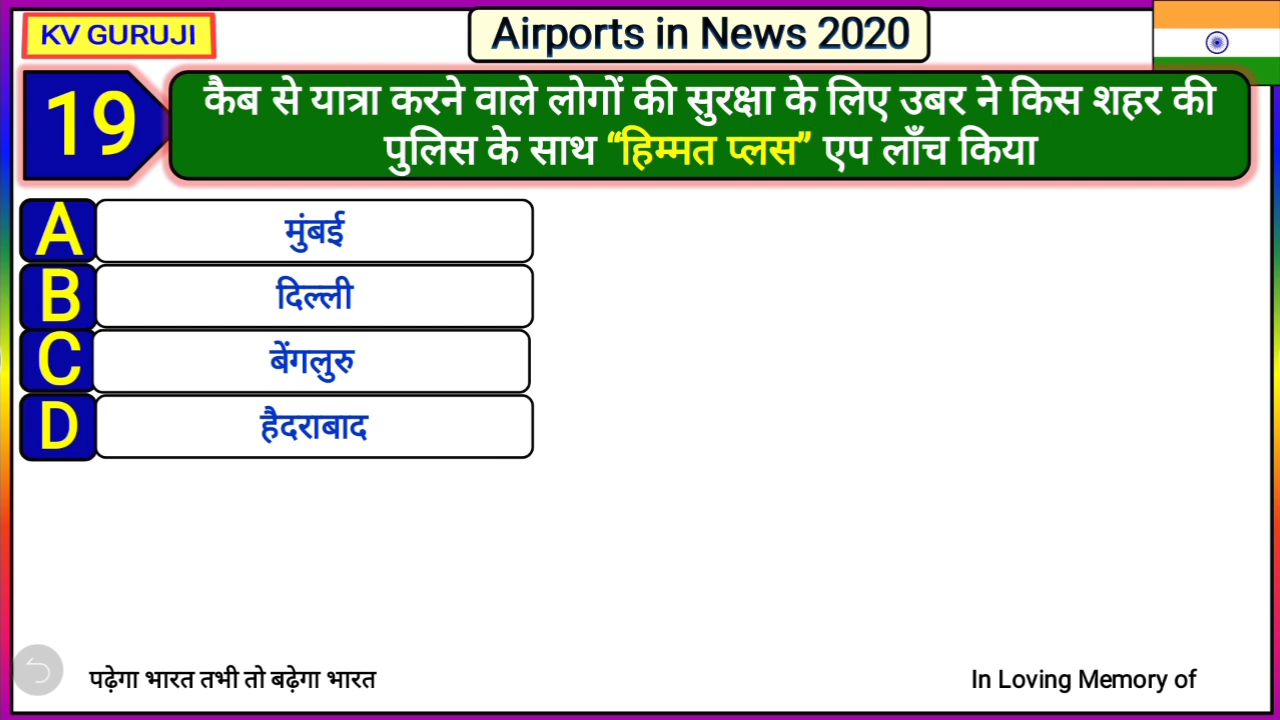 KV GURUJI
Airports in News 2020
19
कैब से यात्रा करने वाले लोगों की सुरक्षा के लिए उबर ने किस शहर की
पुलिस के साथ “हिम्मत प्लस” एप लाँच किया
A मुंबई
B दिल्ली
C बेंगलुरु
D हैदराबाद
पढ़ेगा भारत तभी तो बढ़ेगा भारत
In Loving Memory of